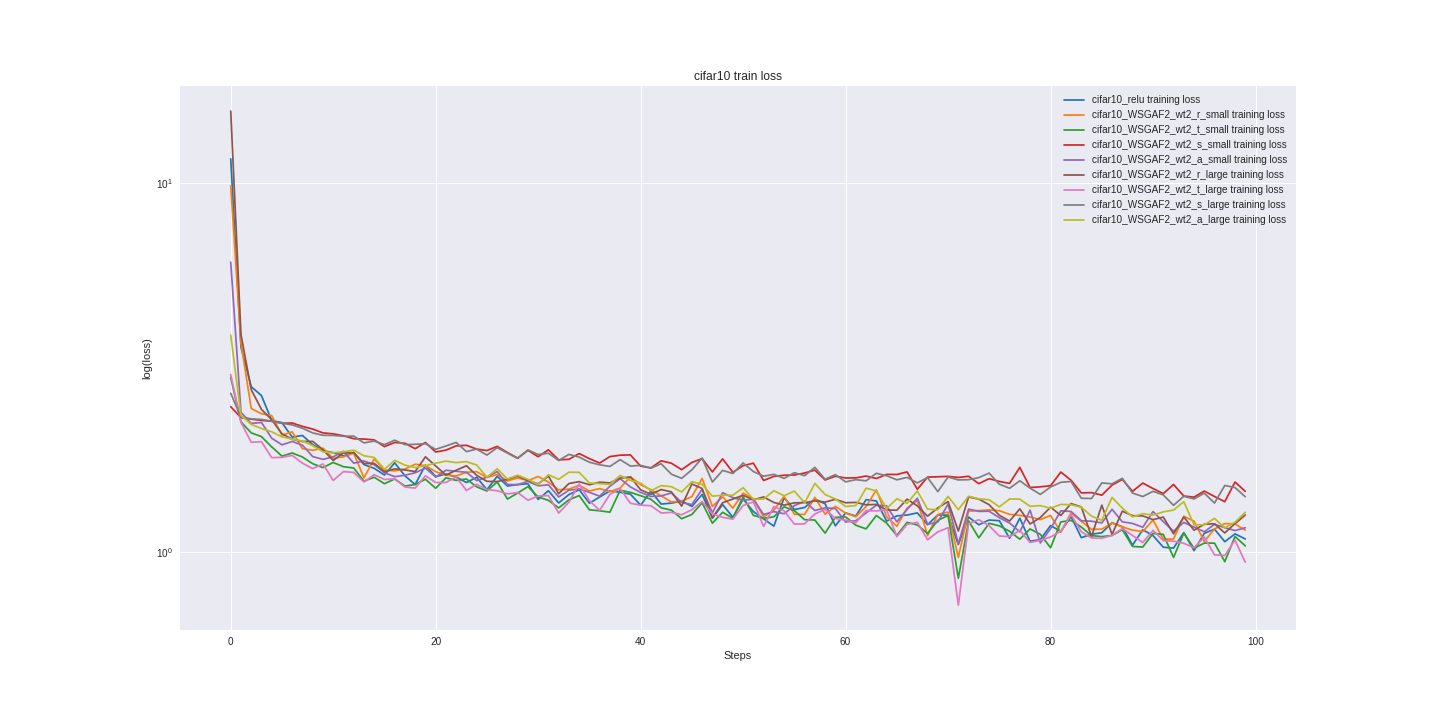 cifar10 train loss
cifar10_relu training loss
cifar10_WSGAF2_wt2_r_small training loss
cifar10_WSGAF2_wt2_t_small training loss
cifar10_WSGAF2_wt2_s_small training loss
cifar10_WSGAF2_wt2_a_small training loss
cifar10_WSGAF2_wt2_r_large training loss
cifar10_WSGAF2_wt2_t_large training loss
cifar10_WSGAF2_wt2_s_large training loss
cifar10_WSGAF2_wt2_a_large training loss
10¹
log(loss)
10⁰
0 20 40 60 80 100
Steps